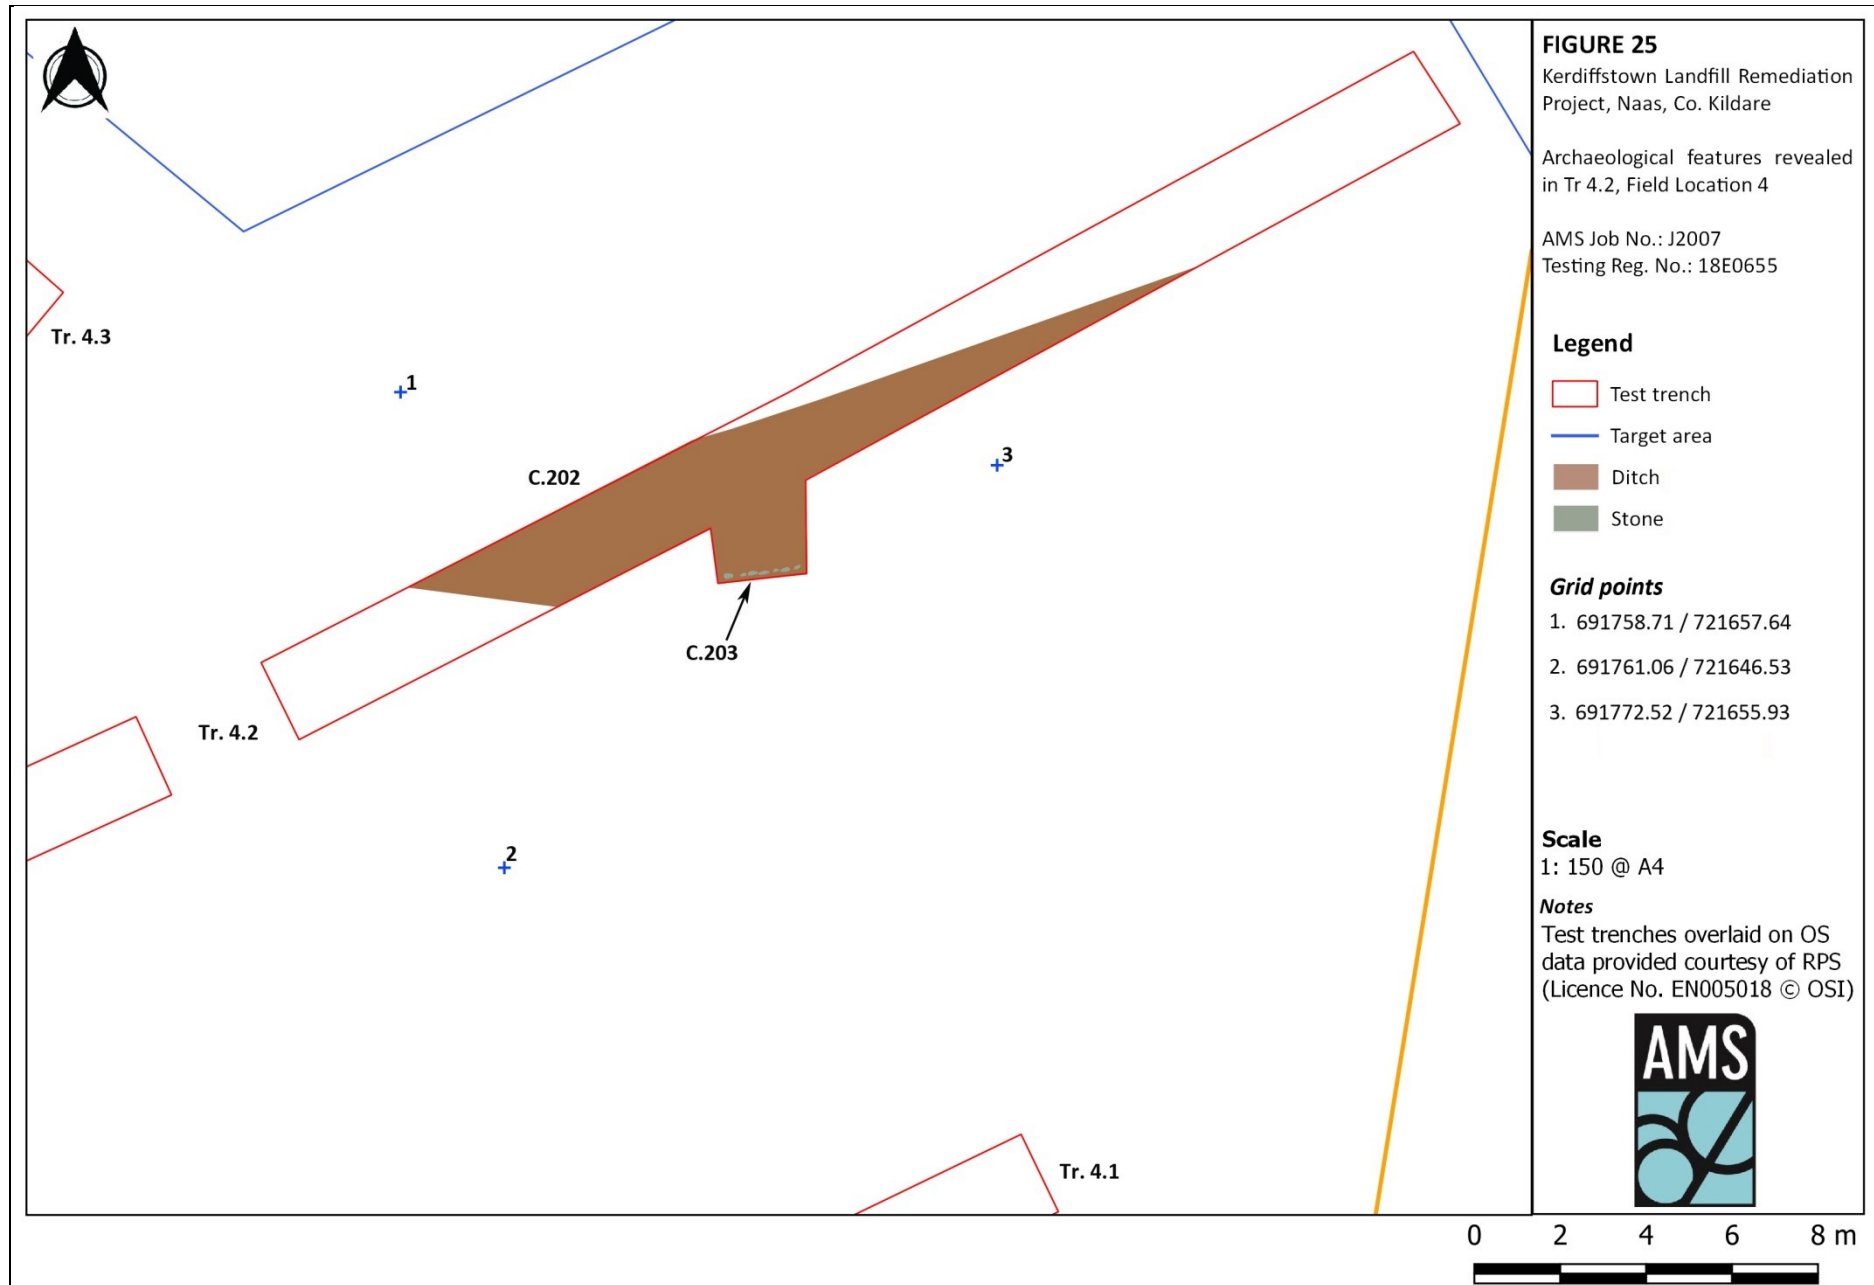 FIGURE 25
Kerdiffstown Landfill Remediation
Project, Naas, Co. Kildare
Archaeological features revealed
in Tr 4.2, Field Location 4
AMS Job No.: J2007
Testing Reg. No.: 18E0655
Legend
Test trench
Target area
Ditch
Stone
Grid points
1. 691758.71 / 721657.64
2. 691761.06 / 721646.53
3. 691772.52 / 721655.93
Scale
1: 150 @ A4
Notes
Test trenches overlaid on OS
data provided courtesy of RPS
(Licence No. EN005018 © OSI)
AMS
0 2 4 6 8 m
Tr. 4.3
1
3
C.202
C.203
Tr. 4.2
2
Tr. 4.1